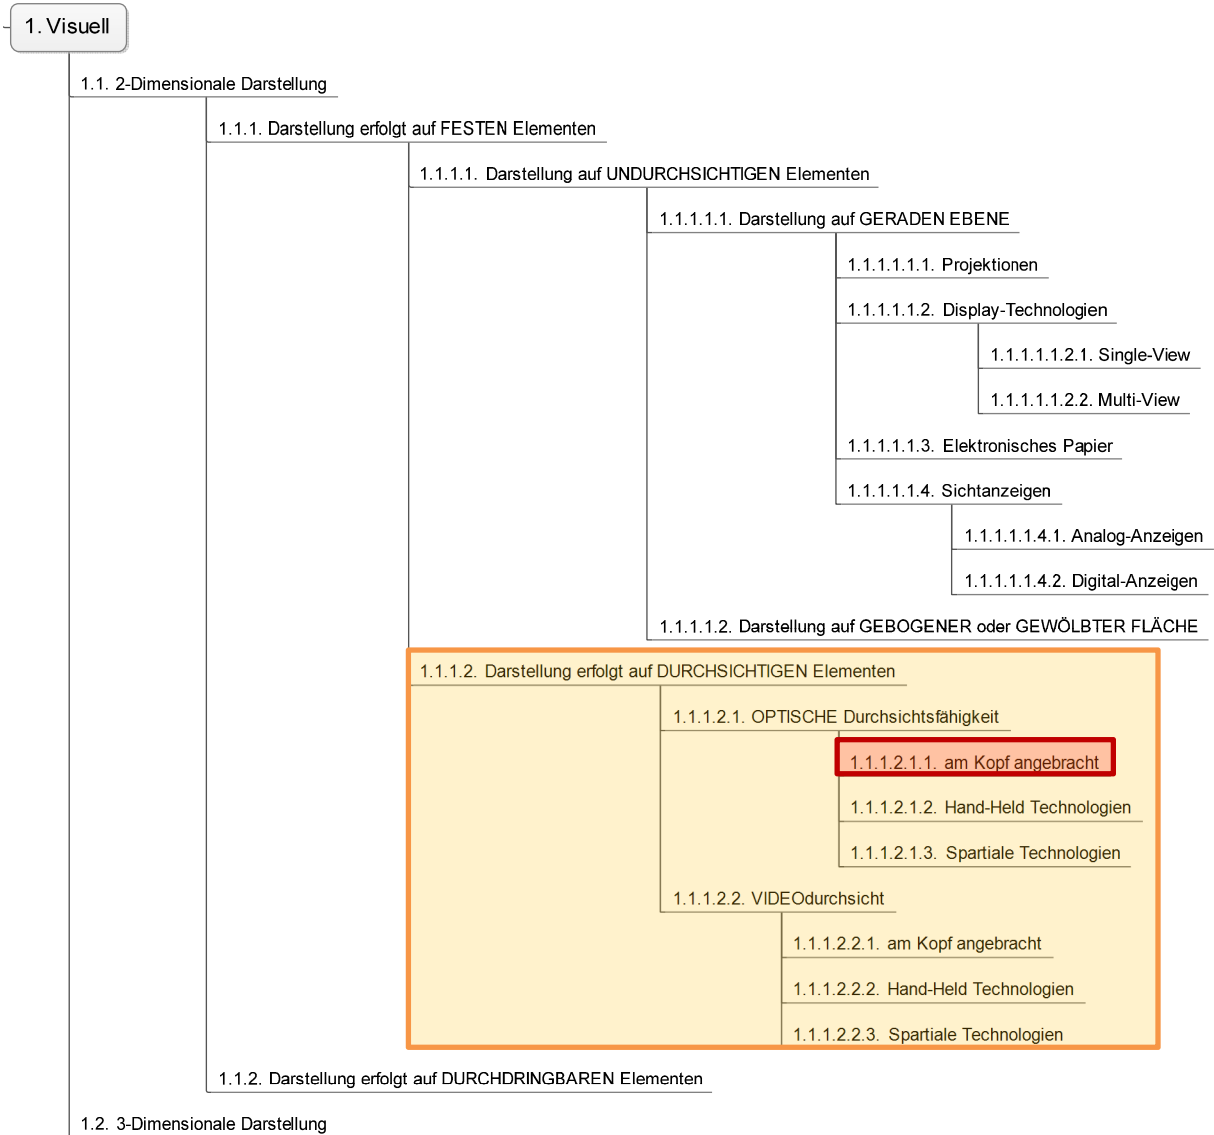 1. Visuell
1.1. 2-Dimensionale Darstellung
1.1.1. Darstellung erfolgt auf FESTEN Elementen
1.1.1.1. Darstellung auf UNDURCHSICHTIGEN Elementen
1.1.1.1.1. Darstellung auf GERADEN EBENE
1.1.1.1.1.1. Projektionen
1.1.1.1.1.2. Display-Technologien
1.1.1.1.1.2.1. Single-View
1.1.1.1.1.2.2. Multi-View
1.1.1.1.1.3. Elektronisches Papier
1.1.1.1.1.4. Sichtanzeigen
1.1.1.1.1.4.1. Analog-Anzeigen
1.1.1.1.1.4.2. Digital-Anzeigen
1.1.1.1.2. Darstellung auf GEBOGENER oder GEWÖLBTER FLÄCHE
1.1.1.2. Darstellung erfolgt auf DURCHSICHTIGEN Elementen
1.1.1.2.1. OPTISCHE Durchsichtsfähigkeit
1.1.1.2.1.1. am Kopf angebracht
1.1.1.2.1.2. Hand-Held Technologien
1.1.1.2.1.3. Spartiale Technologien
1.1.1.2.2. VIDEOdurchsicht
1.1.1.2.2.1. am Kopf angebracht
1.1.1.2.2.2. Hand-Held Technologien
1.1.1.2.2.3. Spartiale Technologien
1.1.2. Darstellung erfolgt auf DURCHDRINGBAREN Elementen
1.2. 3-Dimensionale Darstellung